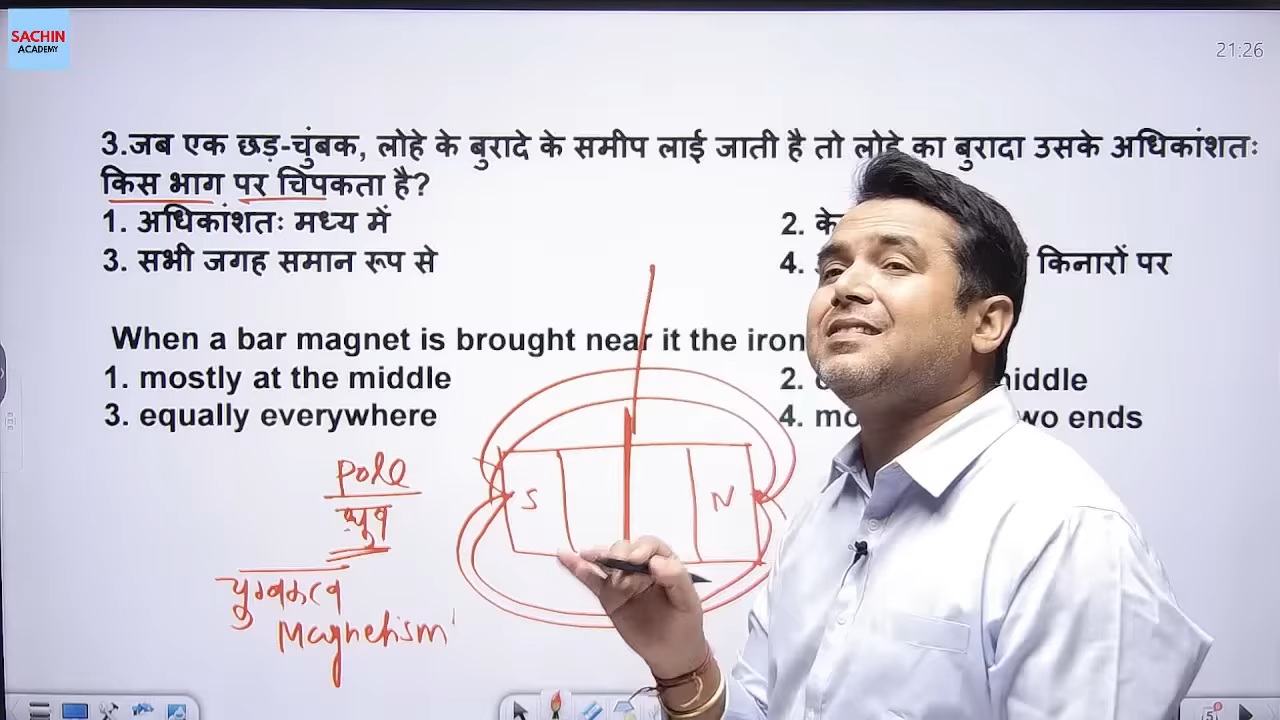 SACHIN
ACADEMY
21:26
3.जब एक छड़-चुंबक, लोहे के बुरादे के समीप लाई जाती है तो लोहे का बुरादा उसके अधिकांशतः
किस भाग पर चिपकता है?
1. अधिकांशतः मध्य में
2.
3. सभी जगह समान रूप से
4. किनारों पर
When a bar magnet is brought near it the iron
1. mostly at the middle
2. middle
3. equally everywhere
4. two ends
Pole
ध्रुव
S
N
चुम्बकत्व
Magnetism